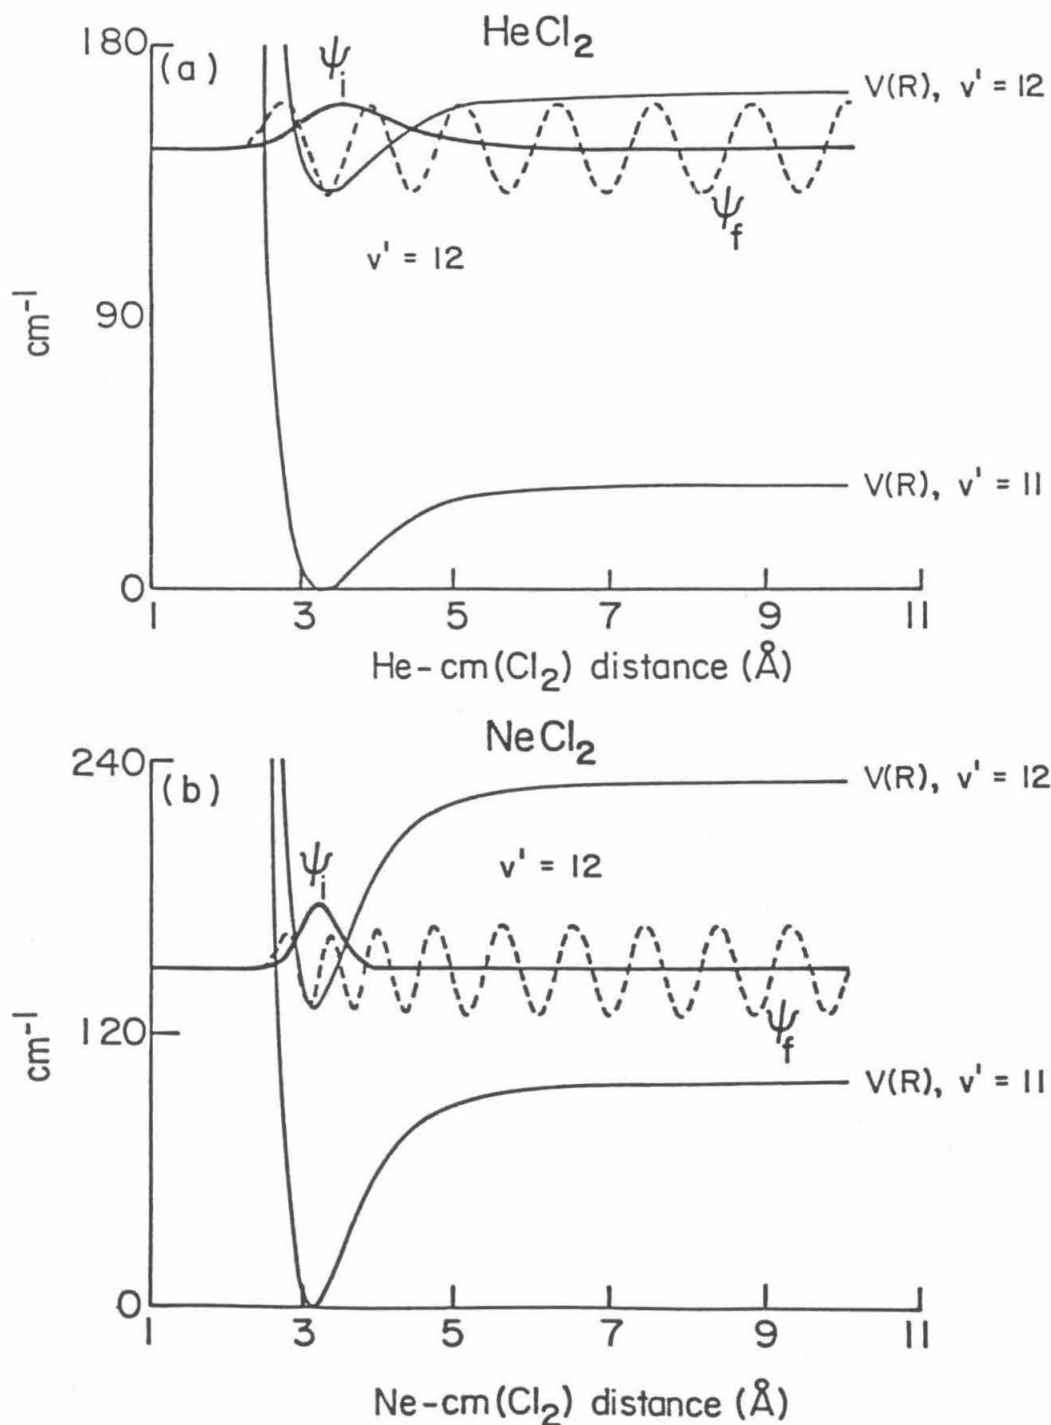 HeCl₂
180
(a)
ψᵢ
V(R), v' = 12
ψ_f
v' = 12
90
cm⁻¹
V(R), v' = 11
0
1 3 5 7 9 11
He-cm(Cl₂) distance (Å)
NeCl₂
240
(b)
V(R), v' = 12
ψᵢ
v' = 12
120
cm⁻¹
ψ_f
V(R), v' = 11
0
1 3 5 7 9 11
Ne-cm(Cl₂) distance (Å)